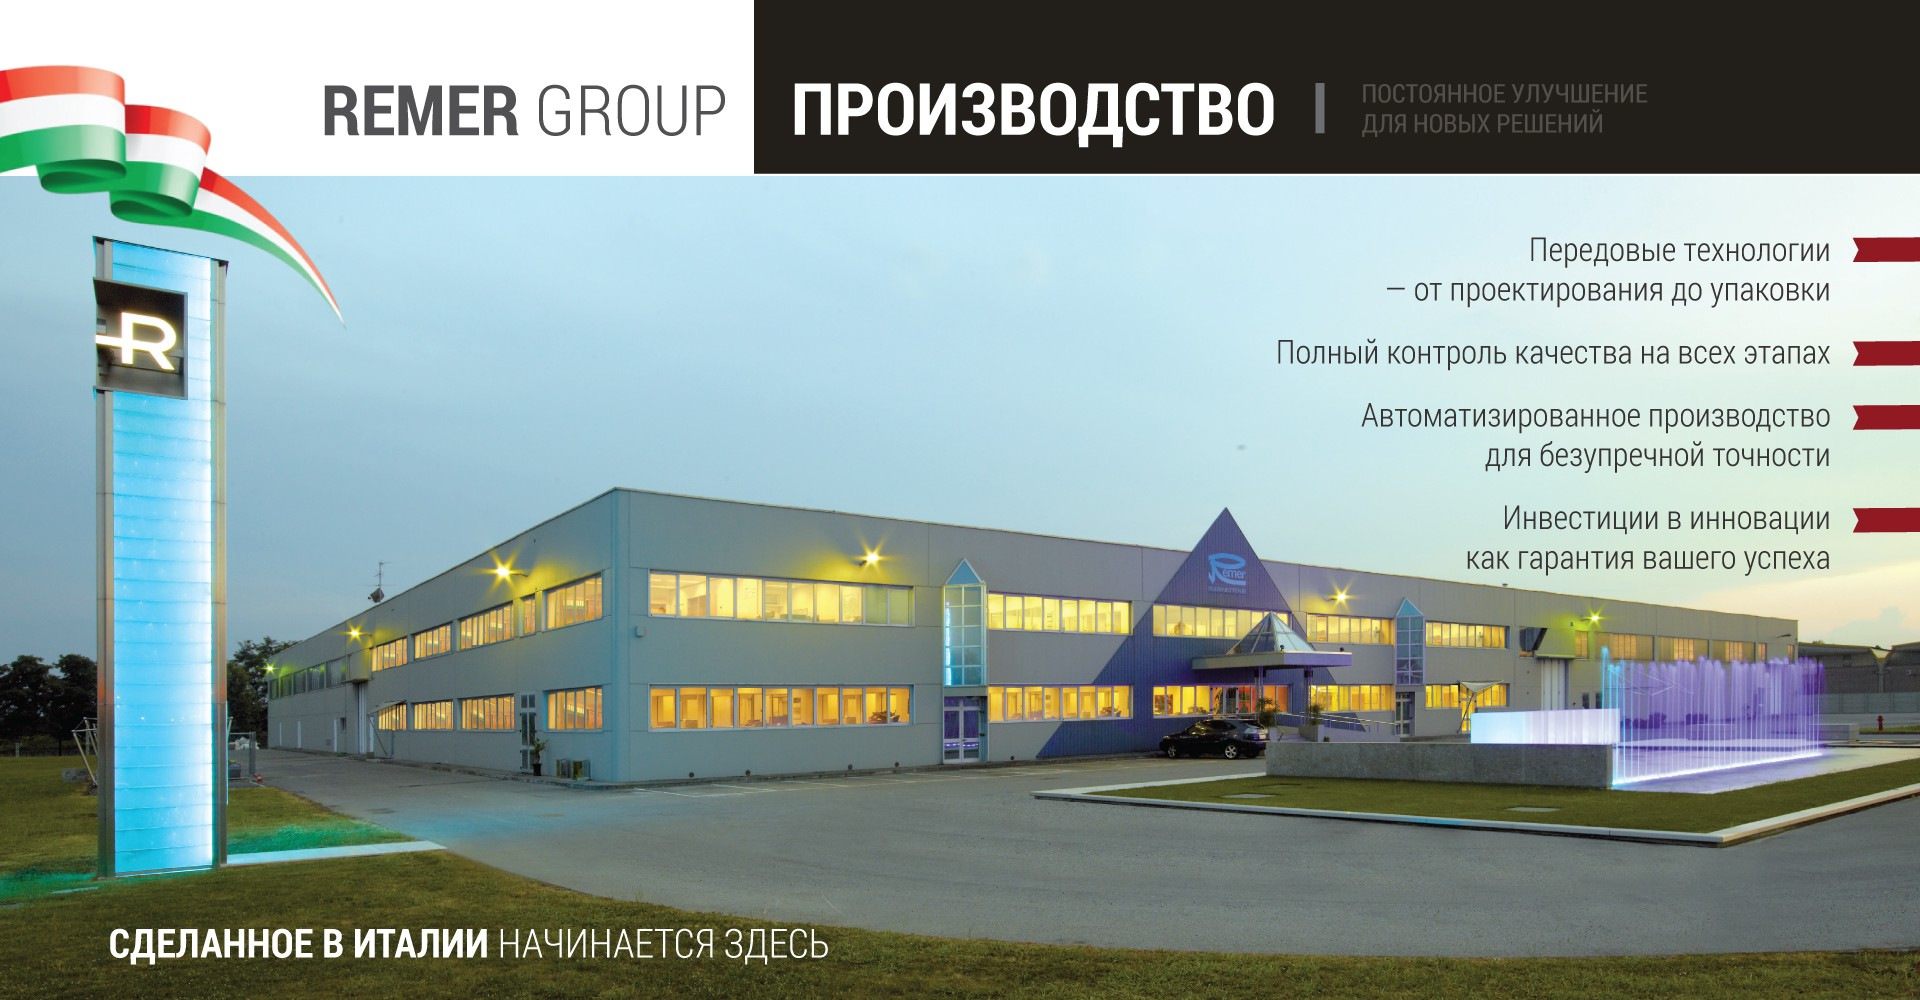 REMER GROUP
ПРОИЗВОДСТВО
ПОСТОЯННОЕ УЛУЧШЕНИЕ
ДЛЯ НОВЫХ РЕШЕНИЙ
Передовые технологии
— от проектирования до упаковки
Полный контроль качества на всех этапах
Автоматизированное производство
для безупречной точности
Инвестиции в инновации
как гарантия вашего успеха
R
Remer
СДЕЛАННОЕ В ИТАЛИИ НАЧИНАЕТСЯ ЗДЕСЬ